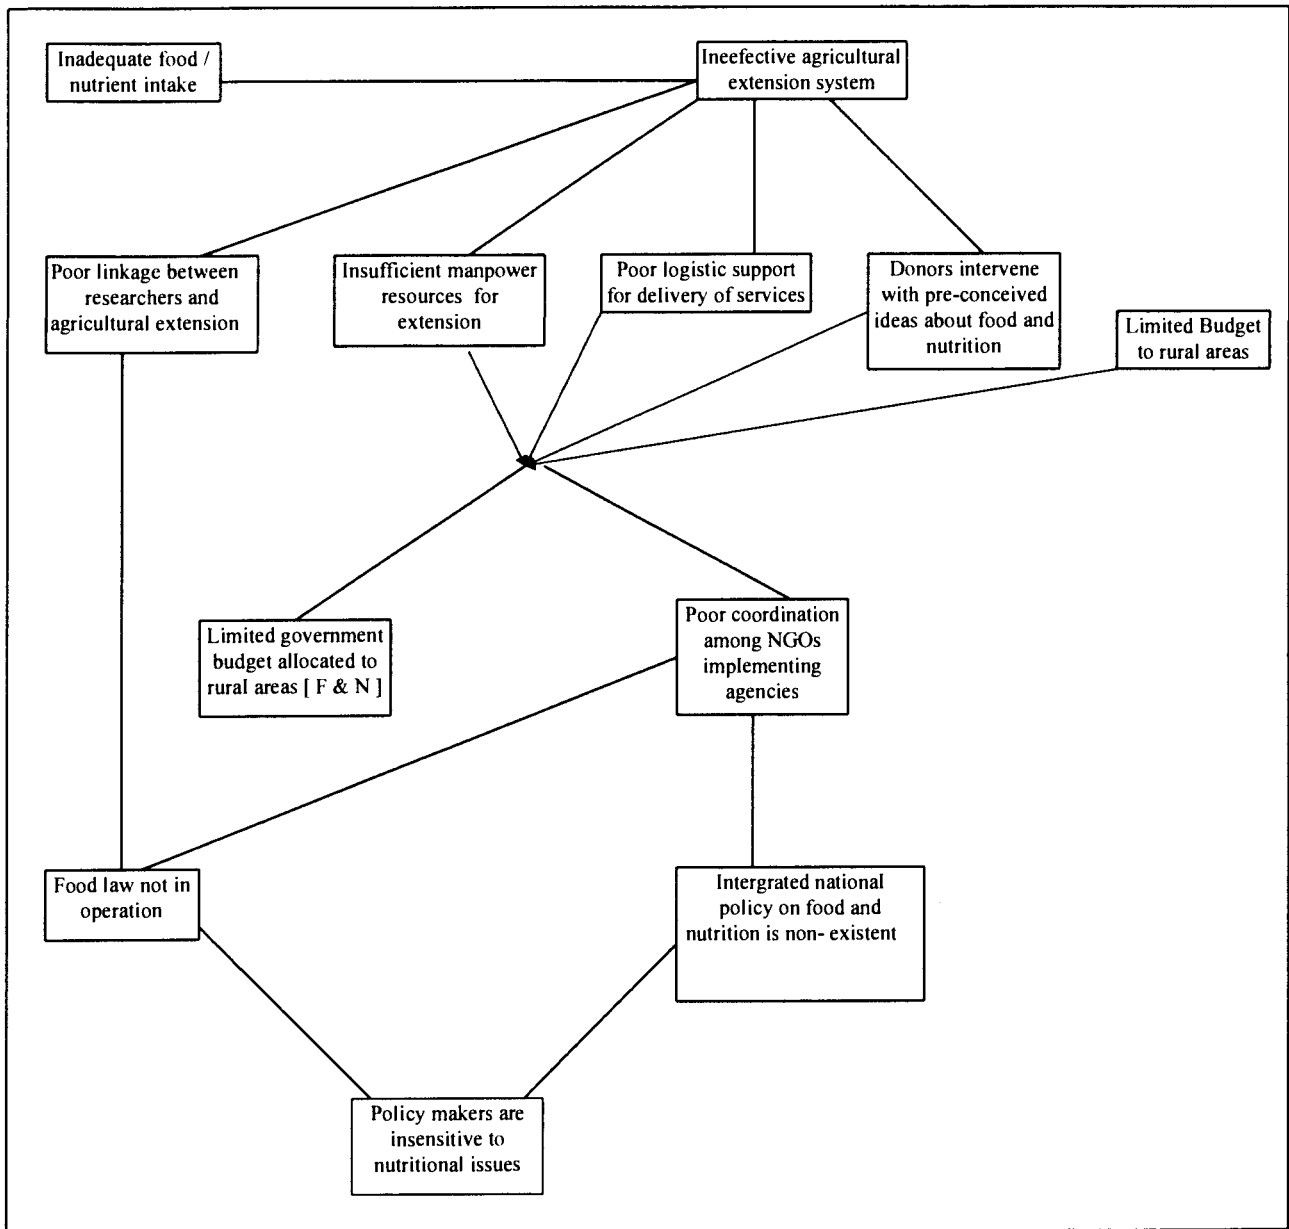 Inadequate food /
nutrient intake
Ineefective agricultural
extension system
Poor linkage between
researchers and
agricultural extension
Insufficient manpower
resources for
extension
Poor logistic support
for delivery of services
Donors intervene
with pre-conceived
ideas about food and
nutrition
Limited Budget
to rural areas
Limited government
budget allocated to
rural areas [ F & N ]
Poor coordination
among NGOs
implementing
agencies
Food law not in
operation
Intergrated national
policy on food and
nutrition is non- existent
Policy makers are
insensitive to
nutritional issues